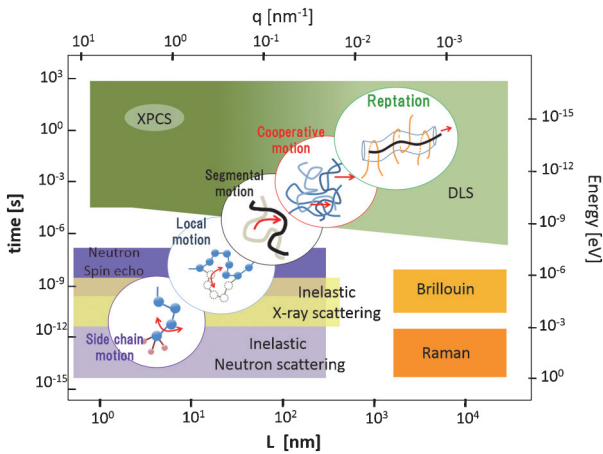 q [nm⁻¹]
10¹ 10⁰ 10⁻¹ 10⁻² 10⁻³
time [s]
10³
10⁰
10⁻³
10⁻⁶
10⁻⁹
10⁻¹²
10⁻¹⁵
XPCS
Reptation
Cooperative
motion
Segmental
motion
DLS
Local
motion
Neutron
Spin echo
Inelastic
X-ray scattering
Side chain
motion
Inelastic
Neutron scattering
Brillouin
Raman
10⁻¹⁵
10⁻¹²
10⁻⁹
10⁻⁶
10⁻³
10⁰
Energy [eV]
10⁰ 10¹ 10² 10³ 10⁴
L [nm]